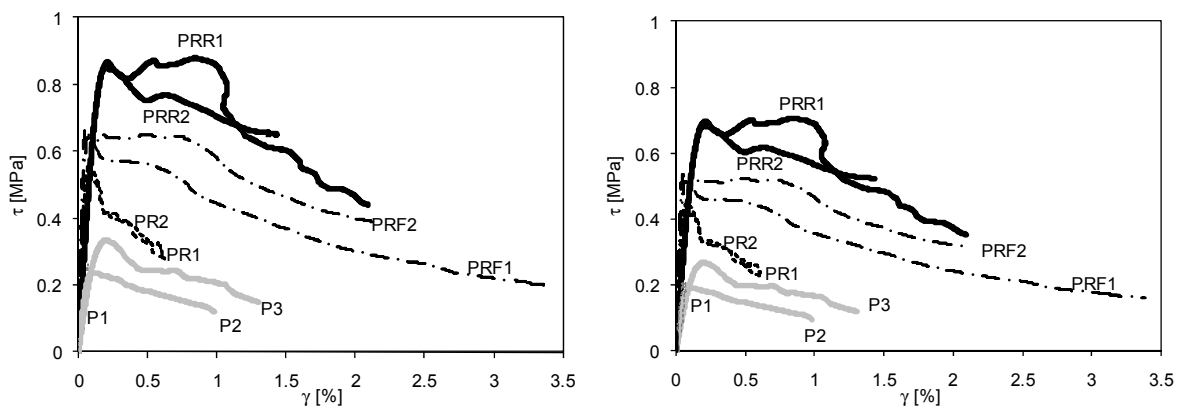 1
0.8
0.6
0.4
0.2
0
τ [MPa]
PRR1
PRR2
PR2
PR1
PRF2
PRF1
P1
P2
P3
0 0.5 1 1.5 2 2.5 3 3.5
γ [%]
1
0.8
0.6
0.4
0.2
0
τ [MPa]
PRR1
PRR2
PR2
PR1
PRF2
PRF1
P1
P3
P2
0 0.5 1 1.5 2 2.5 3 3.5
γ [%]